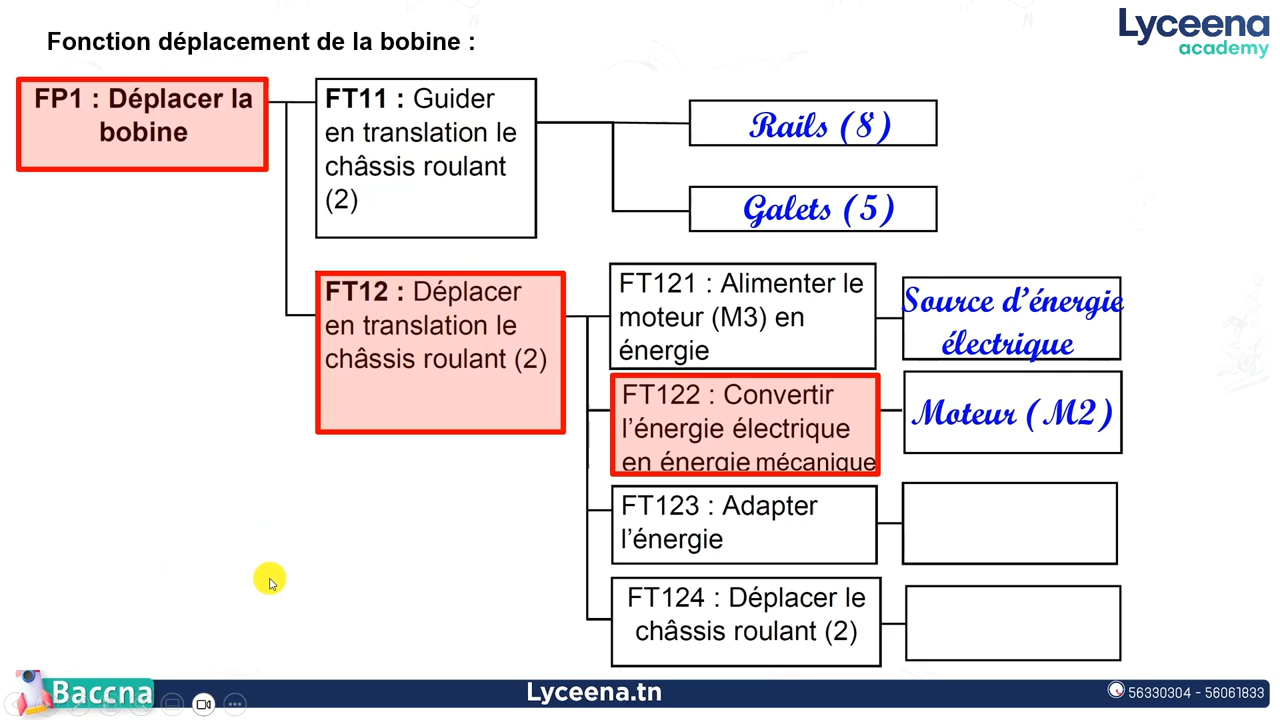 Fonction déplacement de la bobine :
Lyceena
academy
FP1 : Déplacer la
bobine
FT11 : Guider
en translation le
châssis roulant
(2)
Rails (8)
Galets (5)
FT12 : Déplacer
en translation le
châssis roulant (2)
FT121 : Alimenter le
moteur (M3) en
énergie
Source d’énergie
électrique
FT122 : Convertir
l’énergie électrique
en énergie mécanique
Moteur (M2)
FT123 : Adapter
l’énergie
FT124 : Déplacer le
châssis roulant (2)
Baccna
Lyceena.tn
56330304 - 56061833